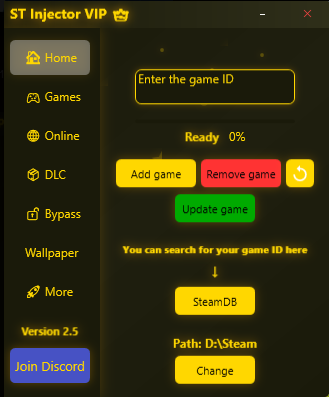 ST Injector VIP
Home
Enter the game ID
Games
Ready 0%
Online
DLC
Add game
Remove game
Bypass
Update game
Wallpaper
You can search for your game ID here
↓
More
SteamDB
Version 2.5
Path: D:\Steam
Join Discord
Change